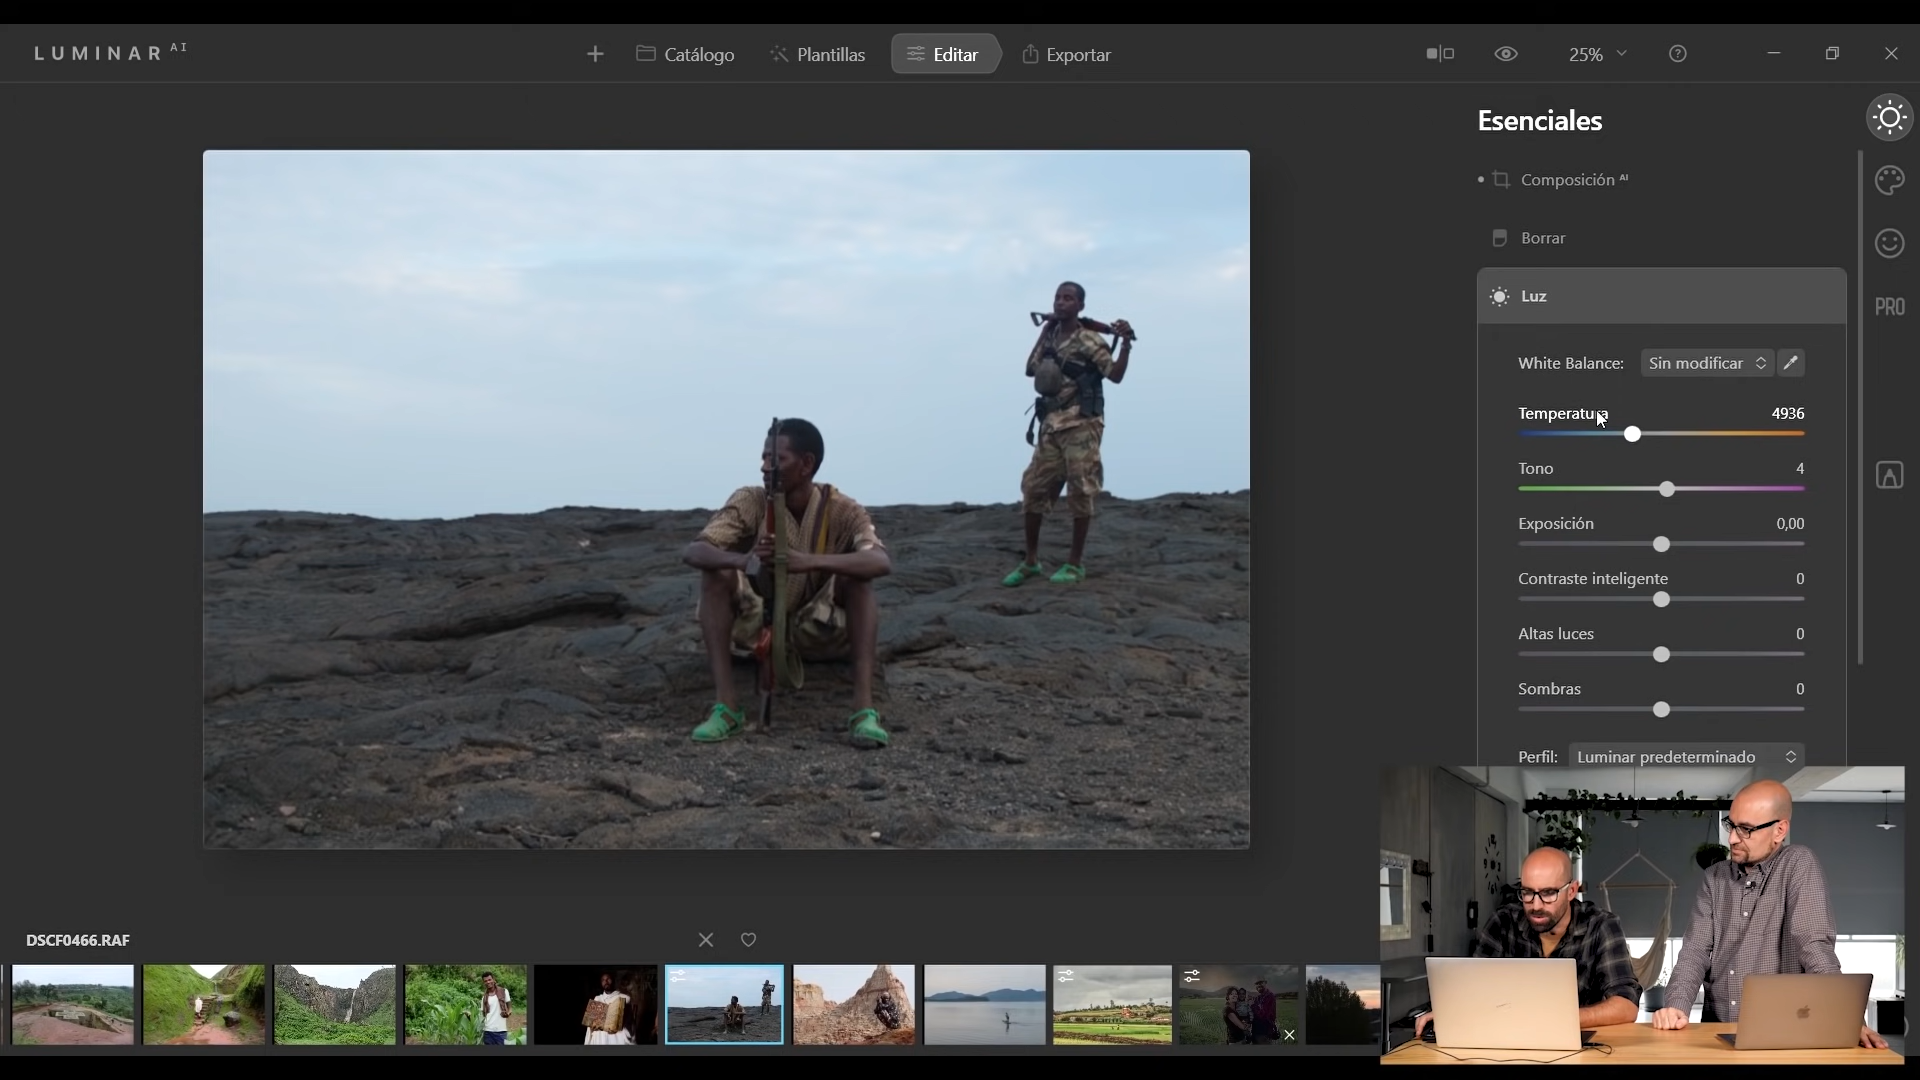 LUMINAR AI
Catálogo
Plantillas
Editar
Exportar
25%
Esenciales
Composición AI
Borrar
Luz
White Balance: Sin modificar
Temperatura 4936
Tono 4
Exposición 0,00
Contraste inteligente 0
Altas luces 0
Sombras 0
Perfil: Luminar predeterminado
PRO
DSCF0466.RAF